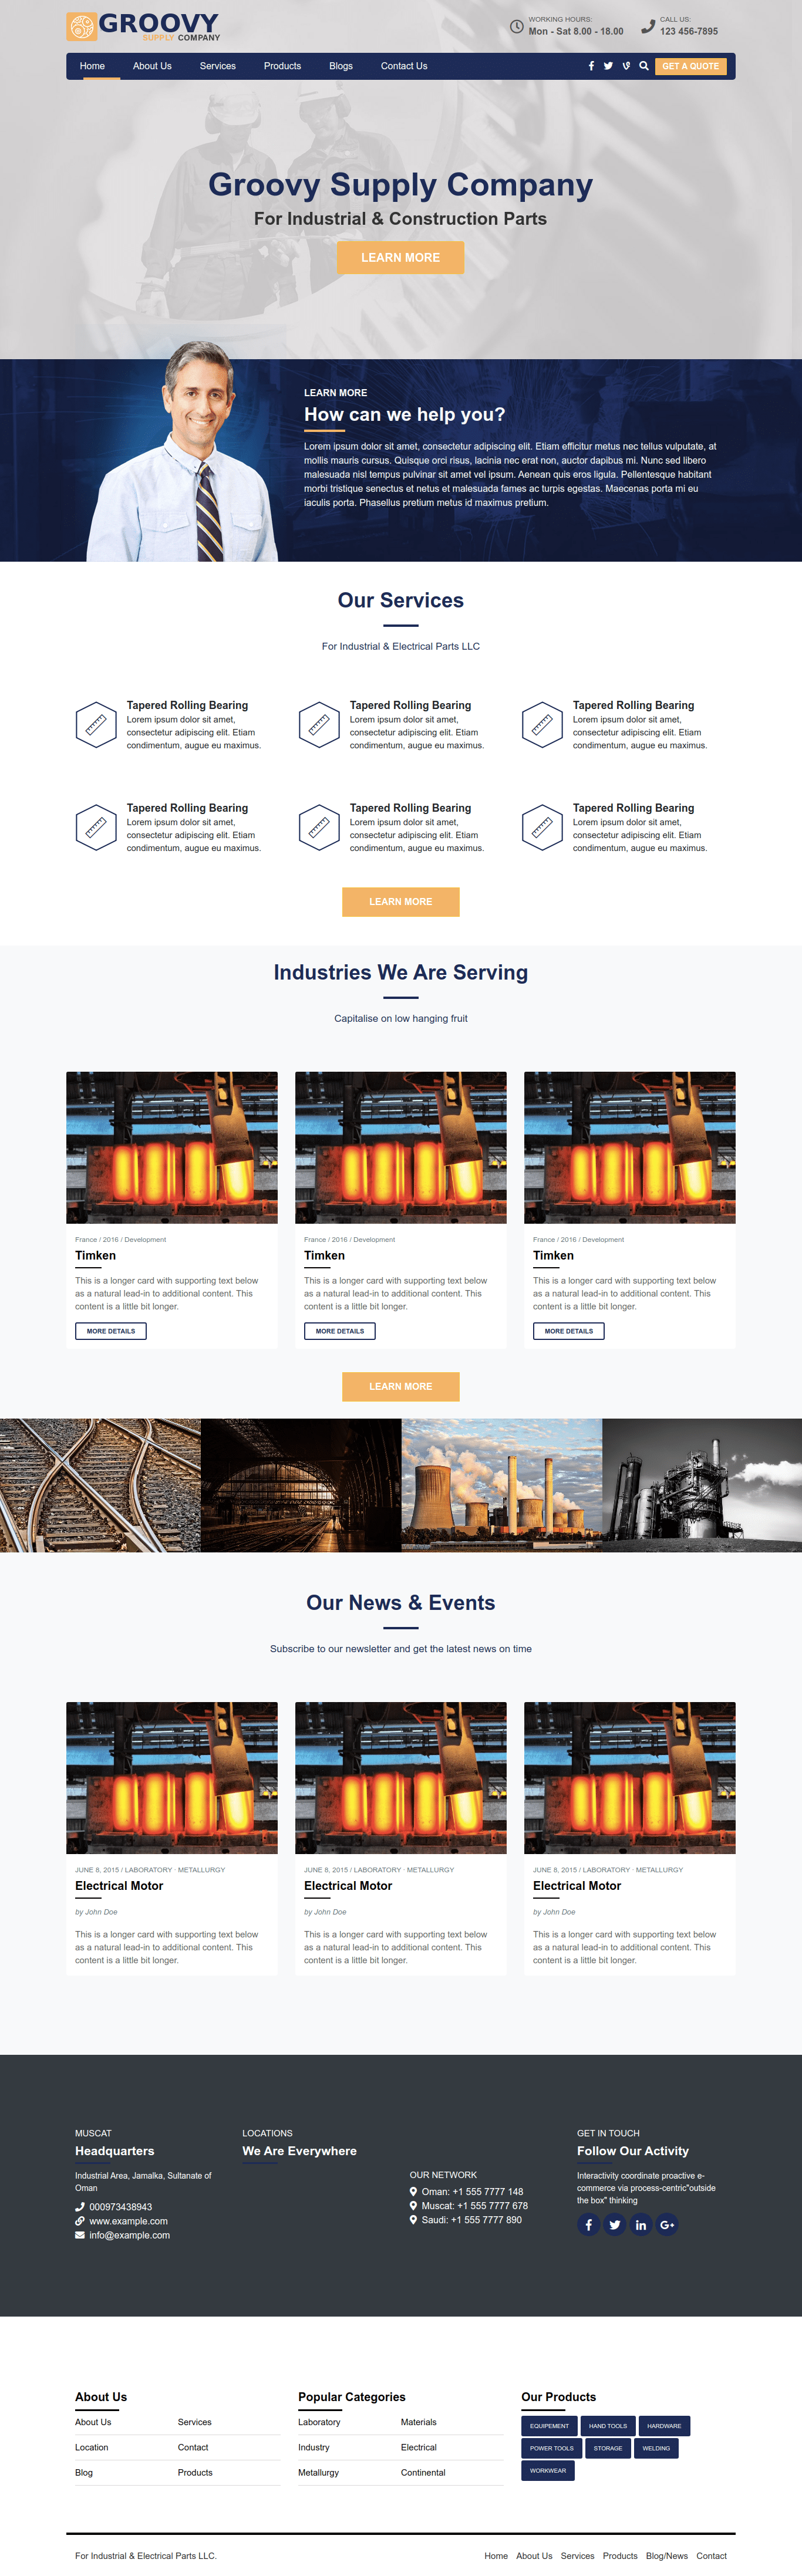 GROOVY
SUPPLY COMPANY
WORKING HOURS:
Mon - Sat 8.00 - 18.00
CALL US:
123 456-7895
Home About Us Services Products Blogs Contact Us GET A QUOTE
Groovy Supply Company
For Industrial & Construction Parts
LEARN MORE
LEARN MORE
How can we help you?
Lorem ipsum dolor sit amet, consectetur adipiscing elit. Etiam efficitur metus nec tellus vulputate, at
mollis mauris cursus. Quisque orci risus, lacinia nec erat non, auctor dapibus mi. Nunc sed libero
malesuada nisl tempus pulvinar sit amet vel ipsum. Aenean quis eros ligula. Pellentesque habitant
morbi tristique senectus et netus et malesuada fames ac turpis egestas. Maecenas porta mi eu
iaculis porta. Phasellus pretium metus id maximus pretium.
Our Services
For Industrial & Electrical Parts LLC
Tapered Rolling Bearing
Lorem ipsum dolor sit amet,
consectetur adipiscing elit. Etiam
condimentum, augue eu maximus.
Tapered Rolling Bearing
Lorem ipsum dolor sit amet,
consectetur adipiscing elit. Etiam
condimentum, augue eu maximus.
Tapered Rolling Bearing
Lorem ipsum dolor sit amet,
consectetur adipiscing elit. Etiam
condimentum, augue eu maximus.
Tapered Rolling Bearing
Lorem ipsum dolor sit amet,
consectetur adipiscing elit. Etiam
condimentum, augue eu maximus.
Tapered Rolling Bearing
Lorem ipsum dolor sit amet,
consectetur adipiscing elit. Etiam
condimentum, augue eu maximus.
Tapered Rolling Bearing
Lorem ipsum dolor sit amet,
consectetur adipiscing elit. Etiam
condimentum, augue eu maximus.
LEARN MORE
Industries We Are Serving
Capitalise on low hanging fruit
France / 2016 / Development
Timken
This is a longer card with supporting text below
as a natural lead-in to additional content. This
content is a little bit longer.
MORE DETAILS
France / 2016 / Development
Timken
This is a longer card with supporting text below
as a natural lead-in to additional content. This
content is a little bit longer.
MORE DETAILS
France / 2016 / Development
Timken
This is a longer card with supporting text below
as a natural lead-in to additional content. This
content is a little bit longer.
MORE DETAILS
LEARN MORE
Our News & Events
Subscribe to our newsletter and get the latest news on time
JUNE 8, 2015 / LABORATORY · METALLURGY
Electrical Motor
by John Doe
This is a longer card with supporting text below
as a natural lead-in to additional content. This
content is a little bit longer.
JUNE 8, 2015 / LABORATORY · METALLURGY
Electrical Motor
by John Doe
This is a longer card with supporting text below
as a natural lead-in to additional content. This
content is a little bit longer.
JUNE 8, 2015 / LABORATORY · METALLURGY
Electrical Motor
by John Doe
This is a longer card with supporting text below
as a natural lead-in to additional content. This
content is a little bit longer.
MUSCAT
Headquarters
Industrial Area, Jamalka, Sultanate of
Oman
000973438943
www.example.com
info@example.com
LOCATIONS
We Are Everywhere
OUR NETWORK
Oman: +1 555 7777 148
Muscat: +1 555 7777 678
Saudi: +1 555 7777 890
GET IN TOUCH
Follow Our Activity
Interactivity coordinate proactive e-
commerce via process-centric"outside
the box" thinking
About Us
About Us Services
Location Contact
Blog Products
Popular Categories
Laboratory Materials
Industry Electrical
Metallurgy Continental
Our Products
EQUIPEMENT HAND TOOLS HARDWARE
POWER TOOLS STORAGE WELDING
WORKWEAR
For Industrial & Electrical Parts LLC.
Home About Us Services Products Blog/News Contact